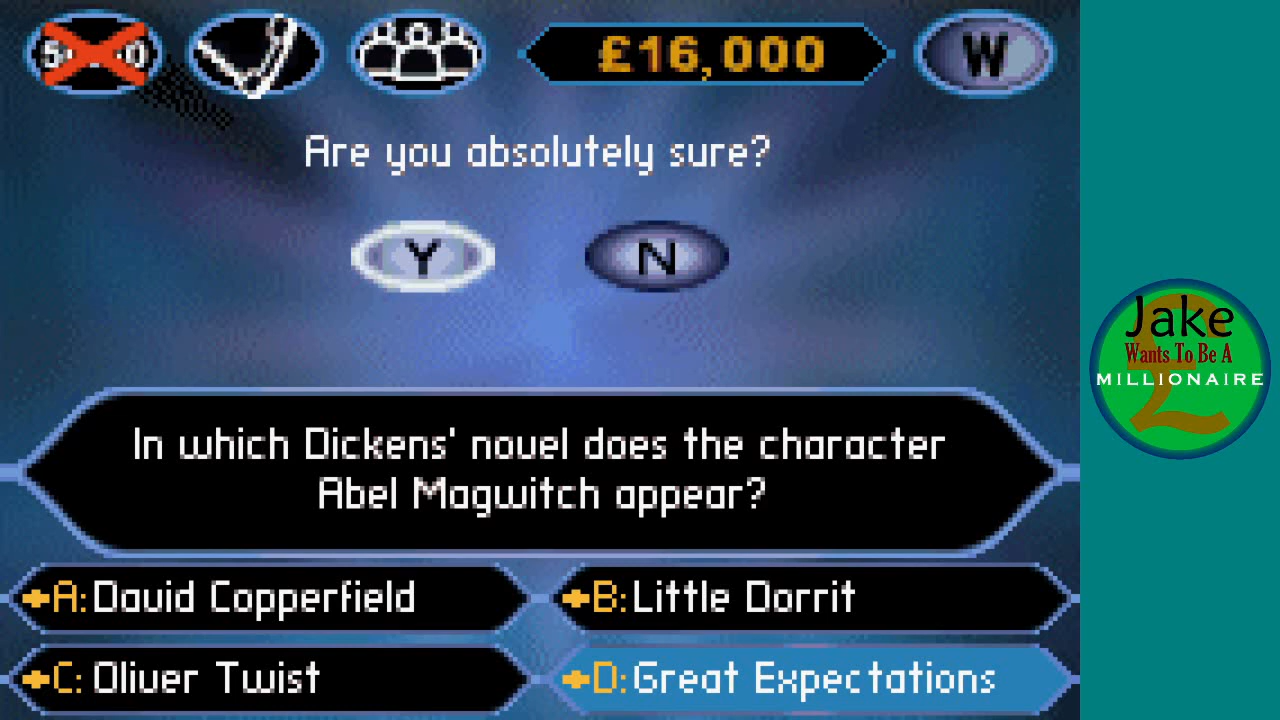 £16,000
W
Are you absolutely sure?
Y
N
In which Dickens' novel does the character
Abel Magwitch appear?
A: David Copperfield
B: Little Dorrit
C: Oliver Twist
D: Great Expectations
Jake
Wants To Be A
MILLIONAIRE
£